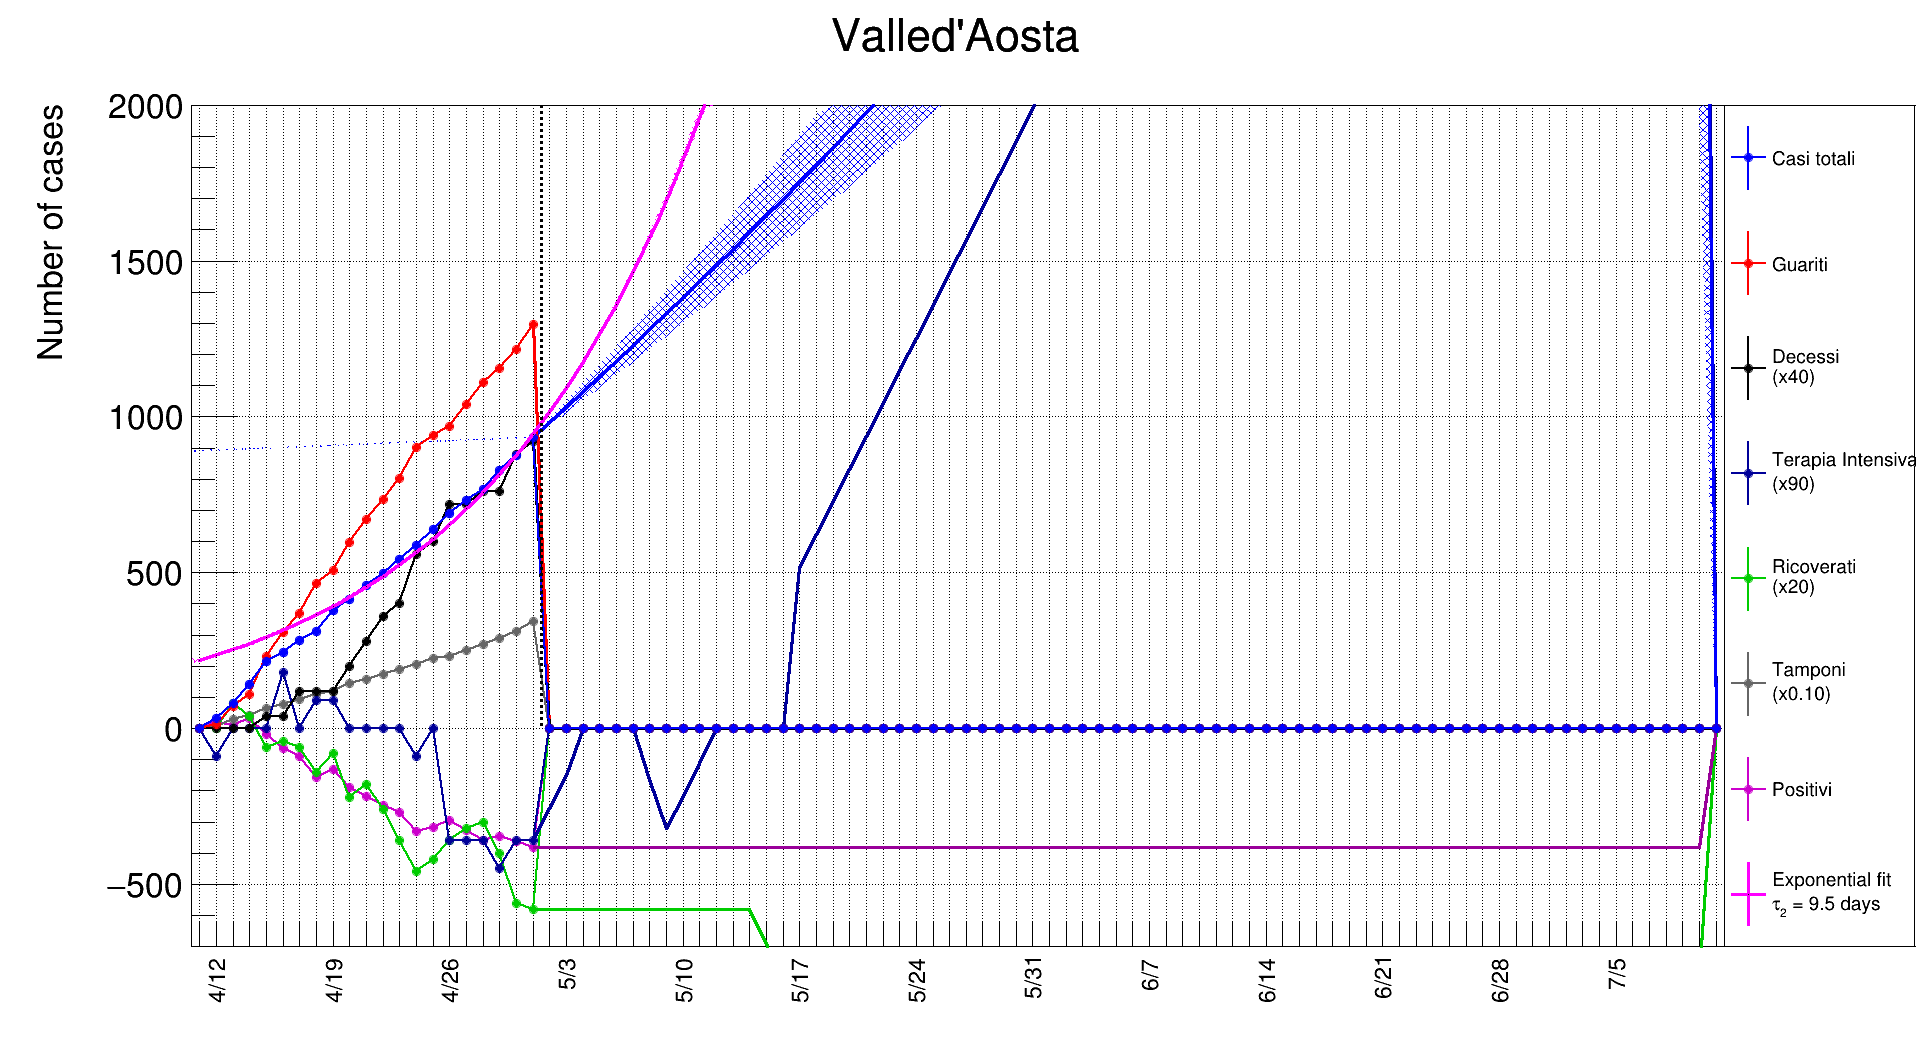 Valled'Aosta
Number of cases
2000
1500
1000
500
0
−500
4/12
4/19
4/26
5/3
5/10
5/17
5/24
5/31
6/7
6/14
6/21
6/28
7/5
Casi totali
Guariti
Decessi
(x40)
Terapia Intensiva
(x90)
Ricoverati
(x20)
Tamponi
(x0.10)
Positivi
Exponential fit
τ2 = 9.5 days